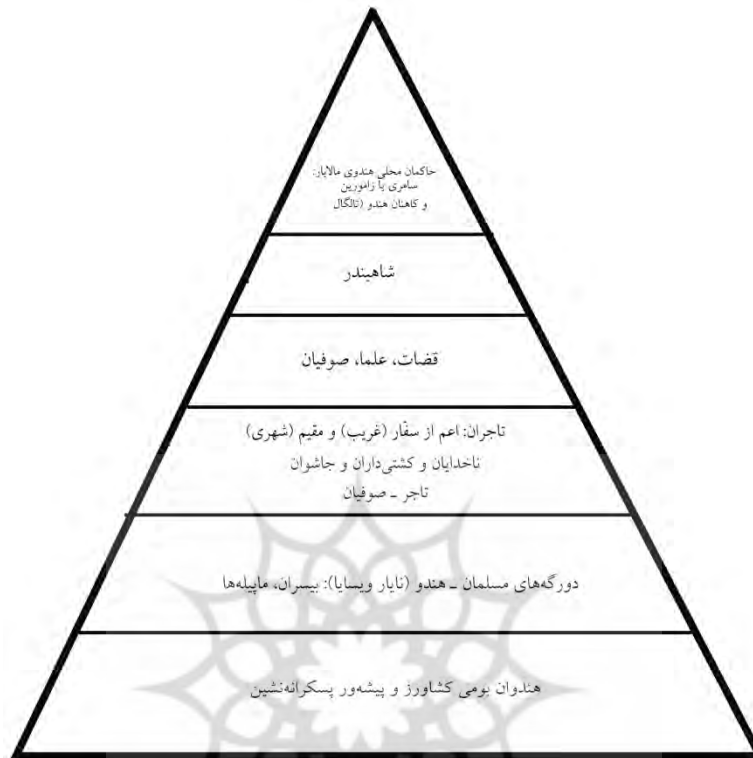 حاکمان محلی هندوی مالابار:
سامری یا زامورین
و کاهنان هندو (تالگال
شاهبندر
قضات، علما، صوفیان
تاجران: اعم از سفّار (غریب) و مقیم (شهری)
ناخدایان و کشتی‌داران و جاشوان
تاجر ـ صوفیان
دورگه‌های مسلمان ـ هندو (نایار ویسایا): بیسران، ماپیله‌ها
هندوان بومی کشاورز و پیشه‌ور پسکرانه‌نشین